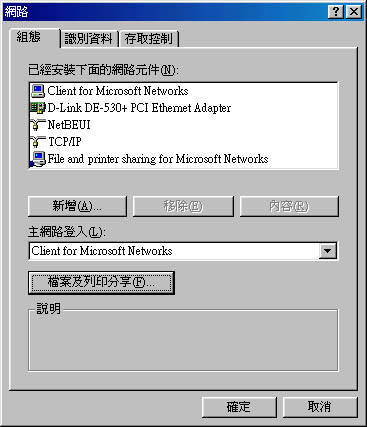 網路
組態 識別資料 存取控制
已經安裝下面的網路元件(N):
Client for Microsoft Networks
D-Link DE-530+ PCI Ethernet Adapter
NetBEUI
TCP/IP
File and printer sharing for Microsoft Networks
新增(A)... 移除(E) 內容(R)
主網路登入(L):
Client for Microsoft Networks
檔案及列印分享(F)...
說明
確定 取消